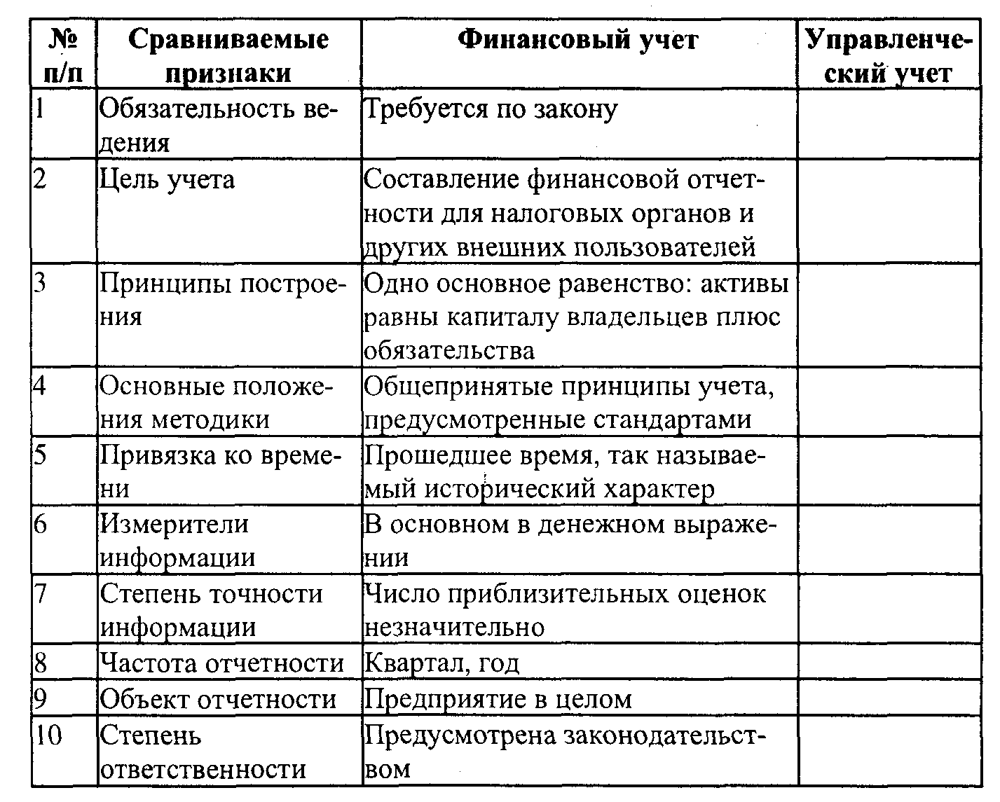 № Сравниваемые Финансовый учет Управленче-
п/п признаки ский учет
1 Обязательность ве- Требуется по закону
дения
2 Цель учета Составление финансовой отчет-
ности для налоговых органов и
других внешних пользователей
3 Принципы построе- Одно основное равенство: активы
ния равны капиталу владельцев плюс
обязательства
4 Основные положе- Общепринятые принципы учета,
ния методики предусмотренные стандартами
5 Привязка ко време- Прошедшее время, так называе-
ни мый исторический характер
6 Измерители В основном в денежном выраже-
информации нии
7 Степень точности Число приблизительных оценок
информации незначительно
8 Частота отчетности Квартал, год
9 Объект отчетности Предприятие в целом
10 Степень Предусмотрена законодательст-
ответственности вом